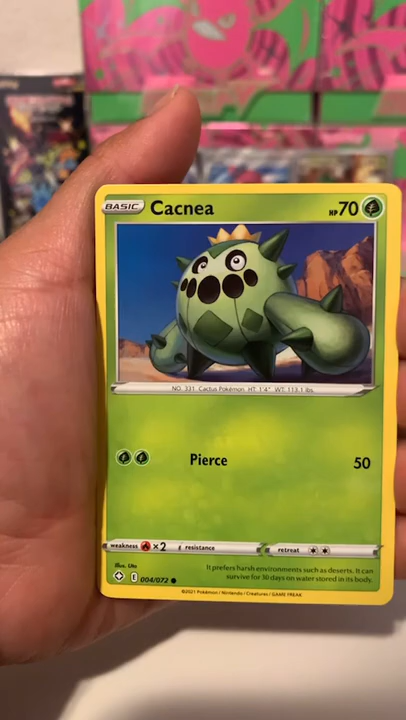 BASIC Cacnea HP 70
NO. 331 Cactus Pokémon HT: 1'4" WT: 113.1 lbs.
Pierce 50
weakness ×2 resistance retreat
Illus. Uta
It prefers harsh environments such as deserts. It can
survive for 30 days on water stored in its body.
E 004/072
©2021 Pokémon / Nintendo / Creatures / GAME FREAK